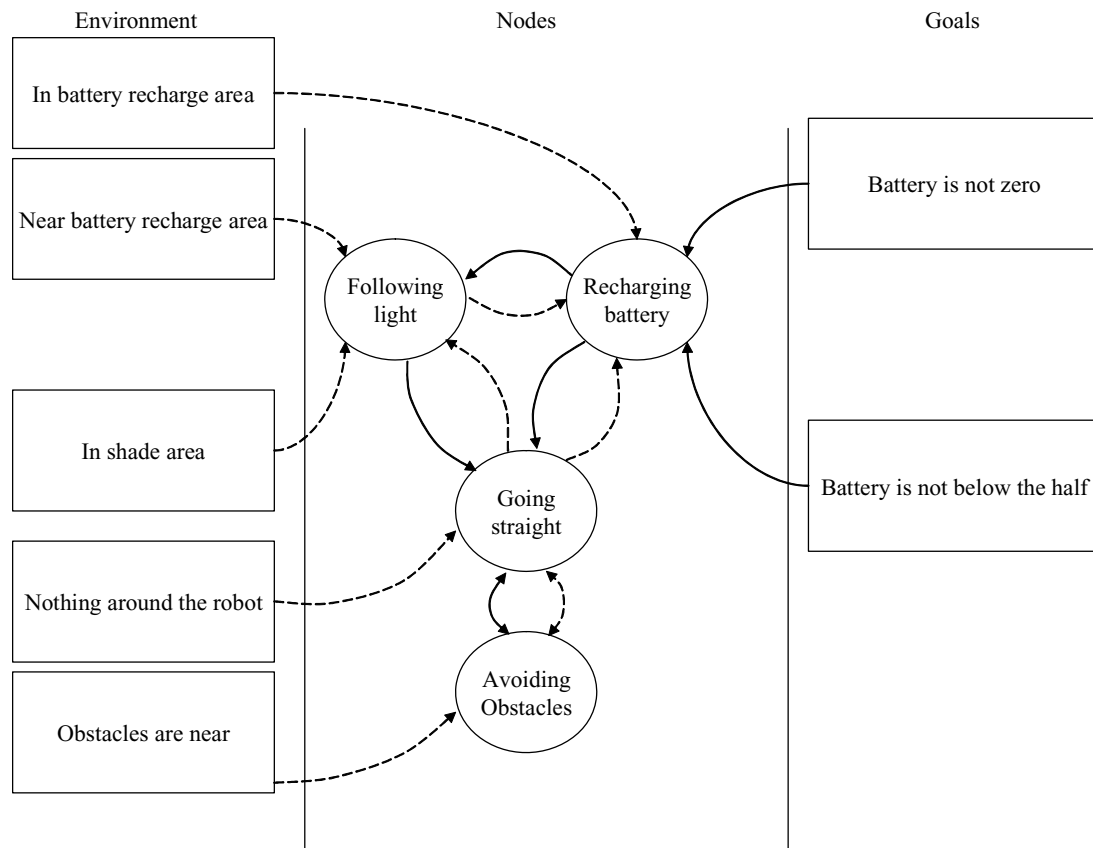 Environment
Nodes
Goals
In battery recharge area
Near battery recharge area
In shade area
Nothing around the robot
Obstacles are near
Following
light
Recharging
battery
Going
straight
Avoiding
Obstacles
Battery is not zero
Battery is not below the half